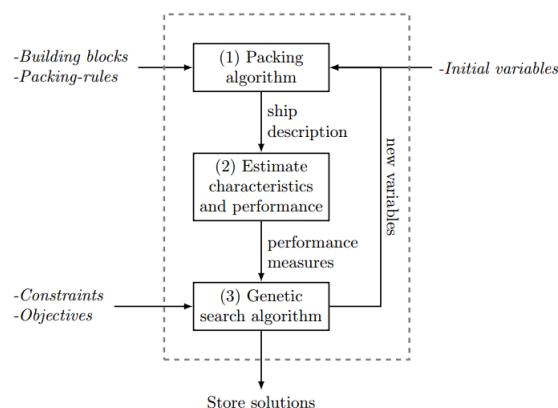 -Building blocks
-Packing-rules
(1) Packing
algorithm
-Initial variables
ship
description
(2) Estimate
characteristics
and performance
new variables
performance
measures
-Constraints
-Objectives
(3) Genetic
search algorithm
Store solutions